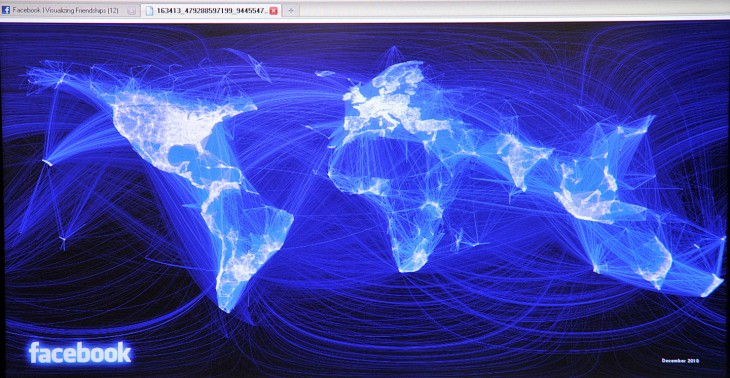 Facebook | Visualizing Friendships (12)
163413_479288597199_9445547...
facebook
December 2010